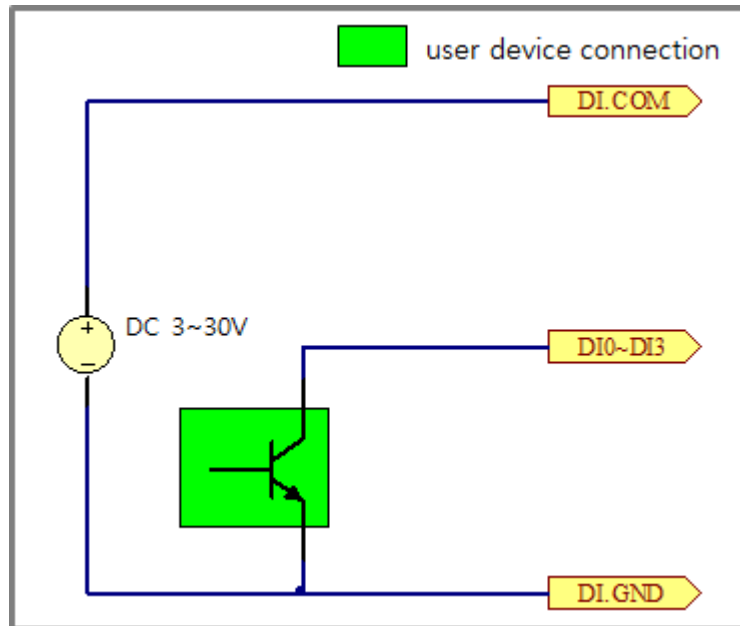 user device connection
DI.COM
+
DC 3~30V
−
DI0~DI3
DI.GND